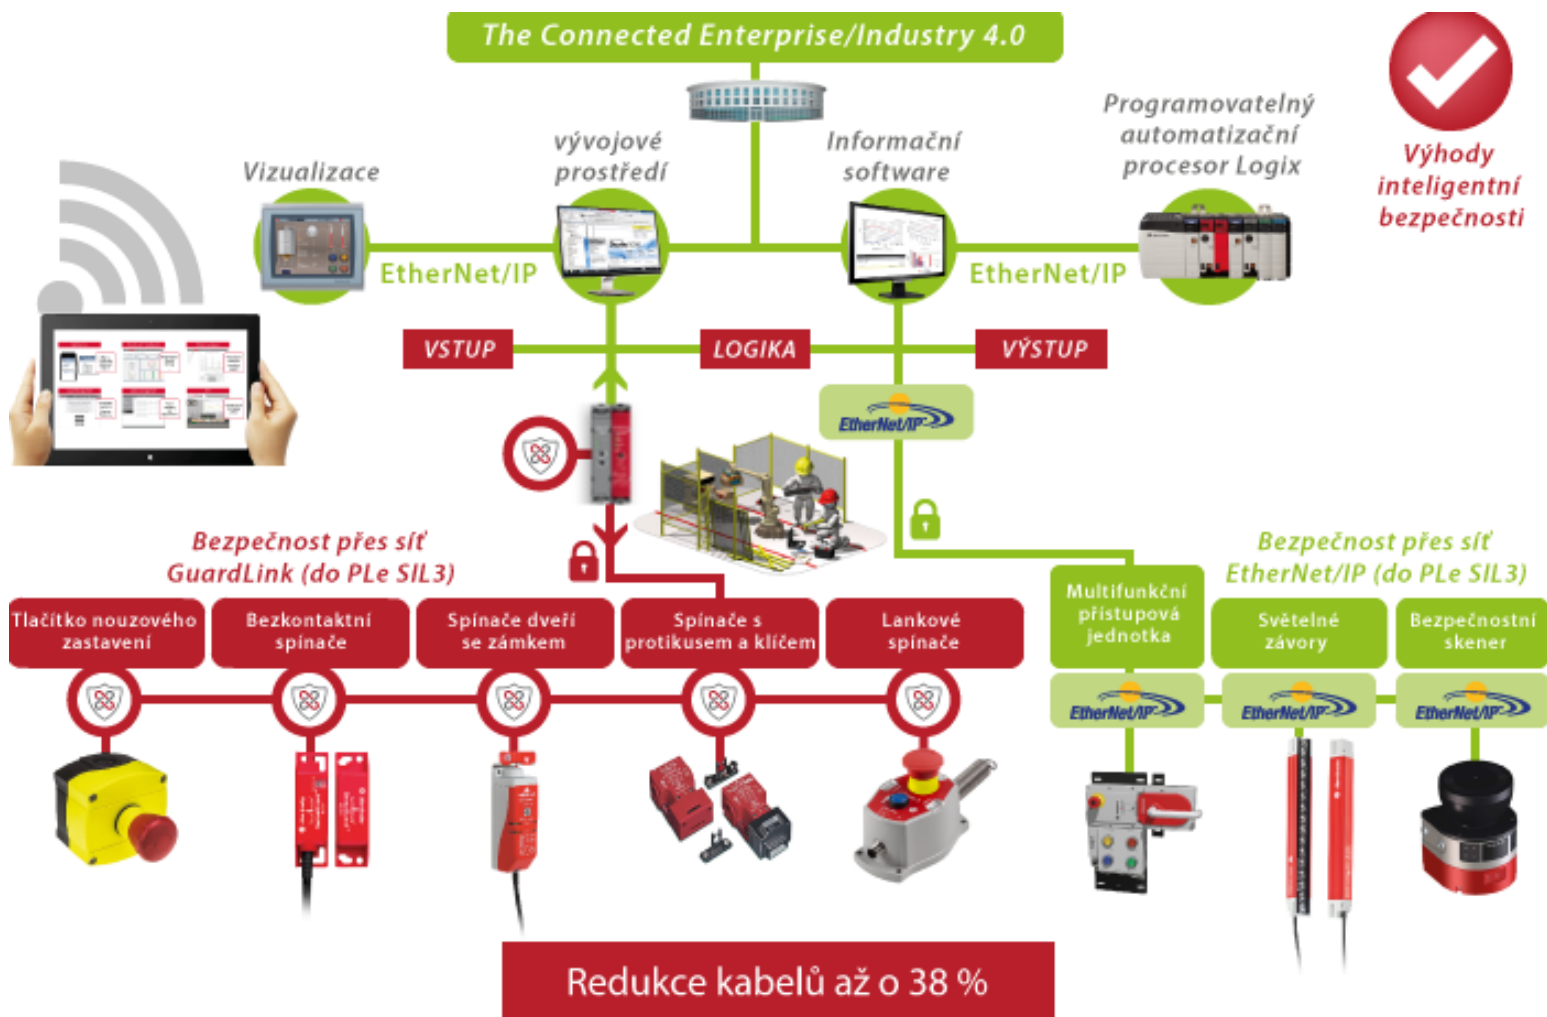 The Connected Enterprise/Industry 4.0
Programovatelný
automatizační
procesor Logix
vývojové
prostředí
Informační
software
Vizualizace
Výhody
inteligentní
bezpečnosti
EtherNet/IP
EtherNet/IP
VSTUP
LOGIKA
VÝSTUP
EtherNet/IP
Bezpečnost přes síť
GuardLink (do PLe SIL3)
Bezpečnost přes síť
EtherNet/IP (do PLe SIL3)
Tlačítko nouzového
zastavení
Bezkontaktní
spínače
Spínače dveří
se zámkem
Spínače s
protikusem a klíčem
Lankové
spínače
Multifunkční
přístupová
jednotka
Světelné
závory
Bezpečnostní
skener
EtherNet/IP
EtherNet/IP
EtherNet/IP
Redukce kabelů až o 38 %